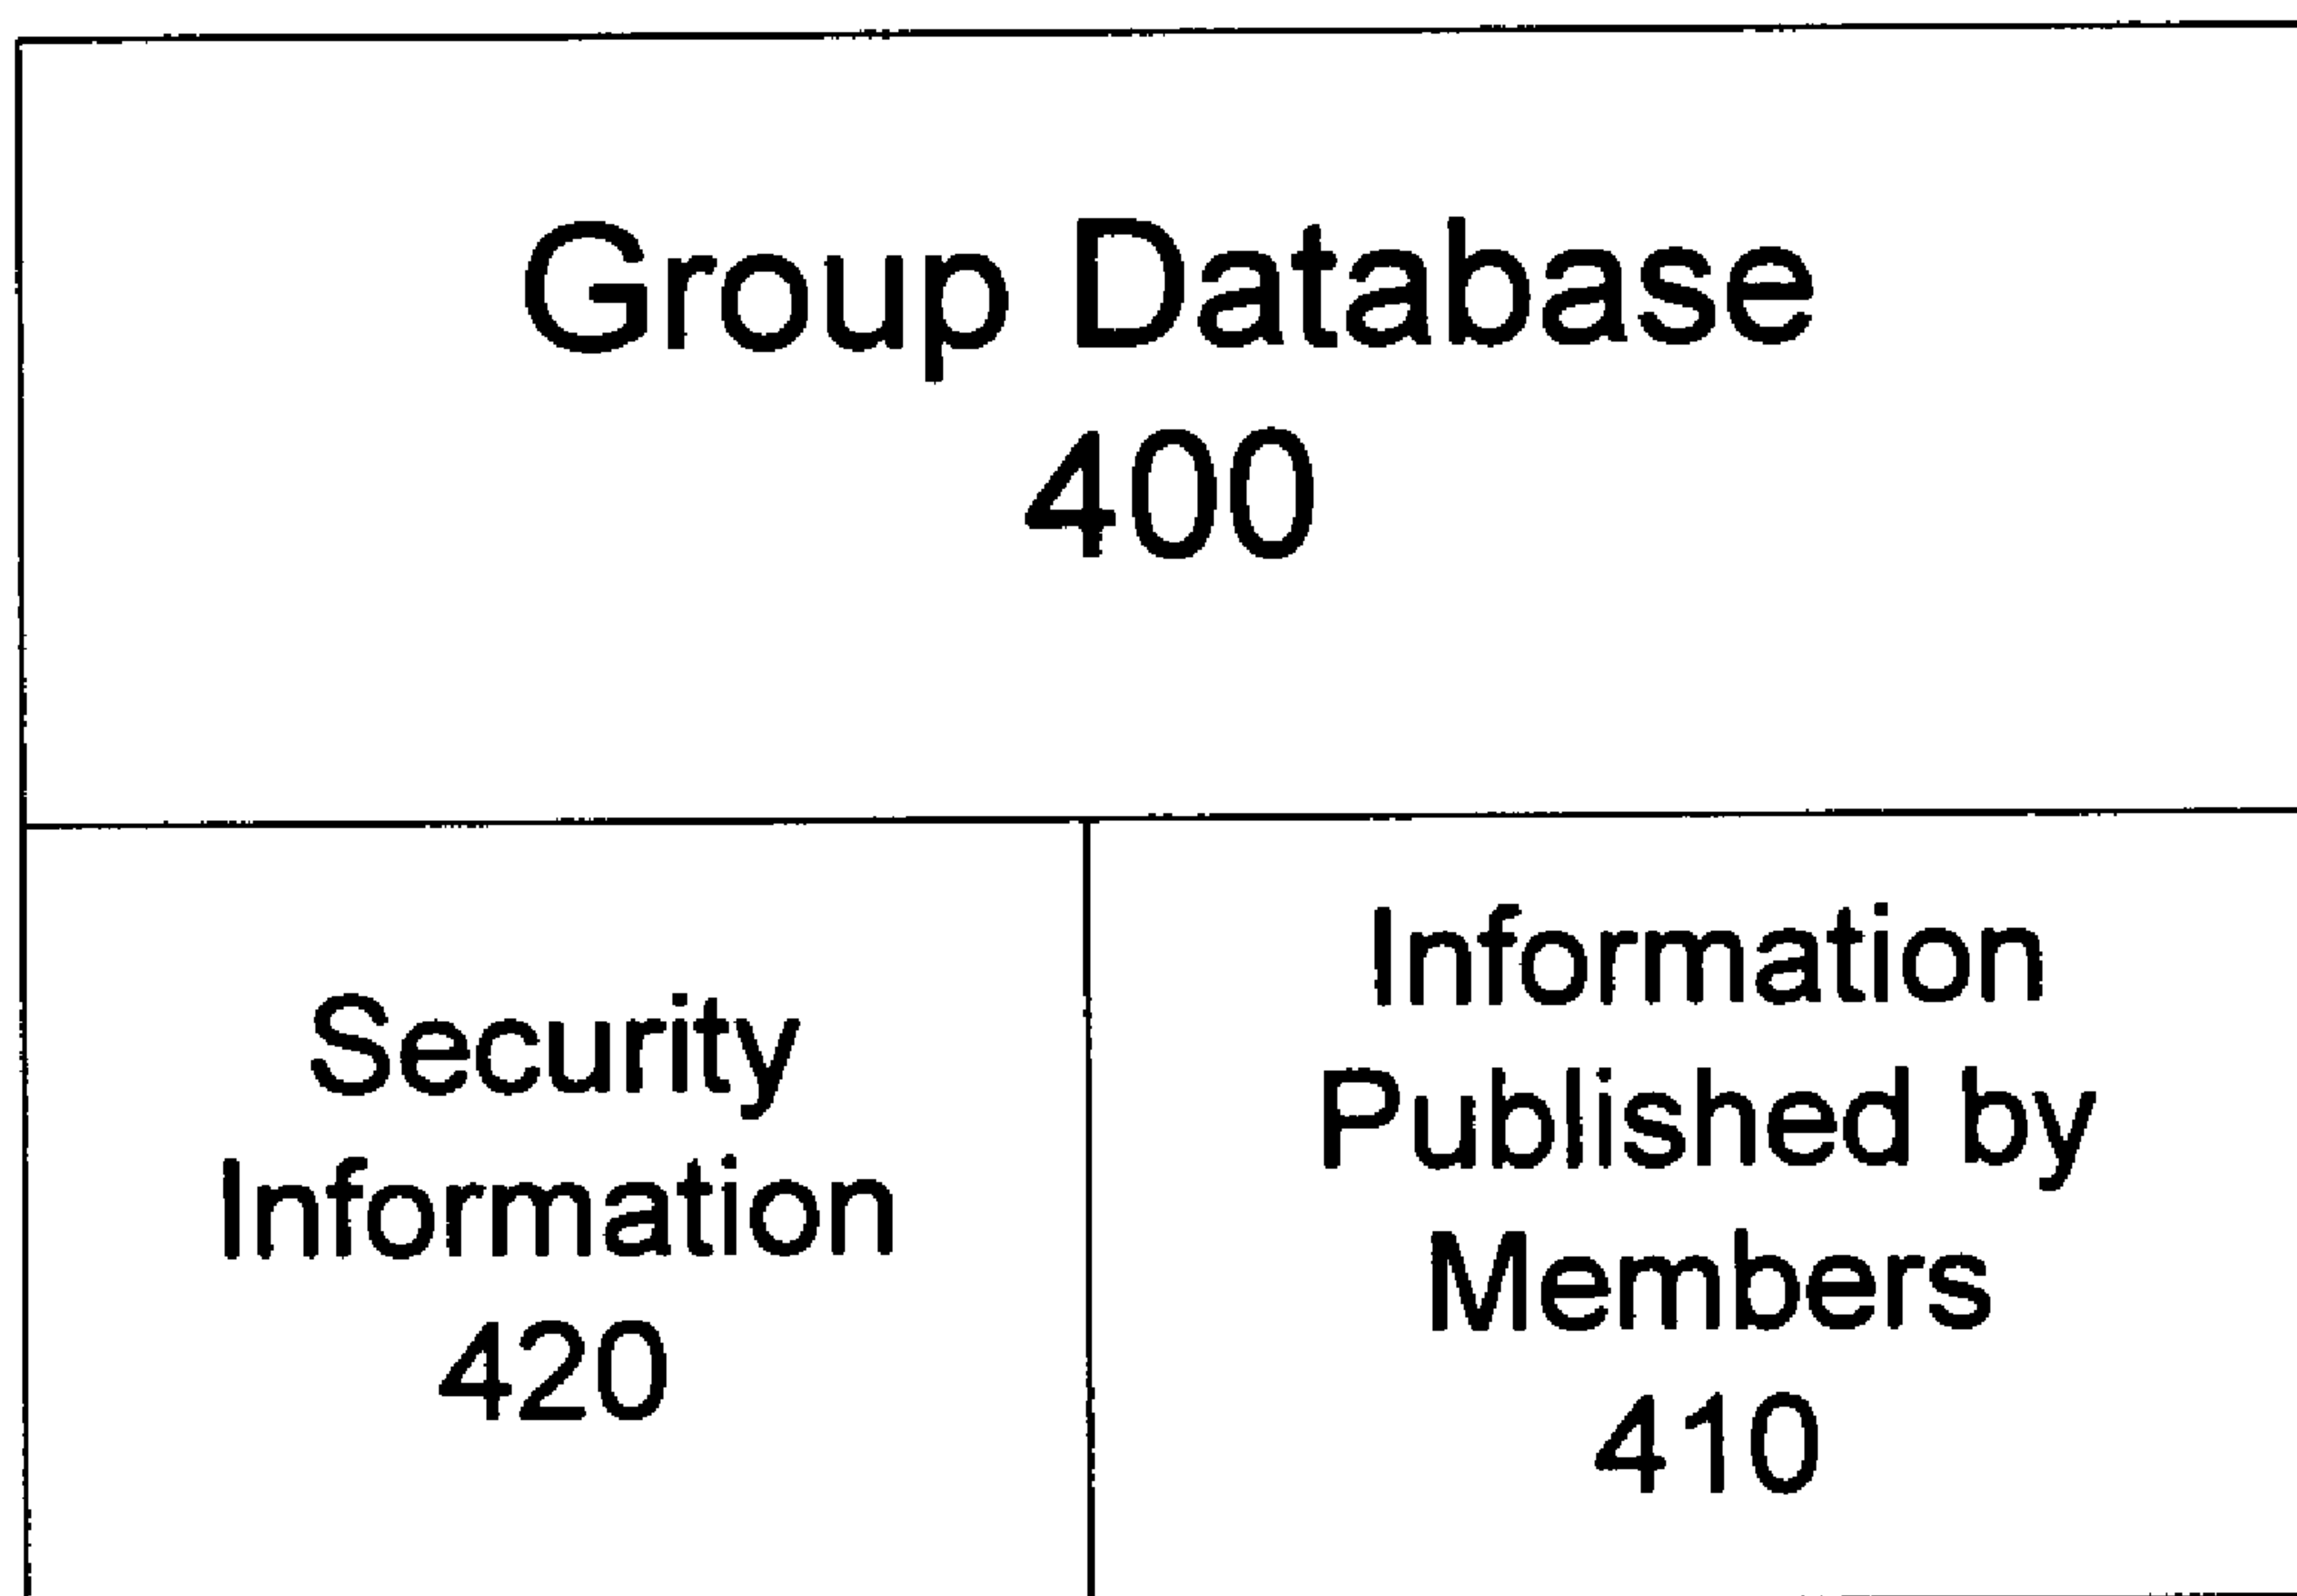 Group Database
400
Security
Information
420
Information
Published by
Members
410